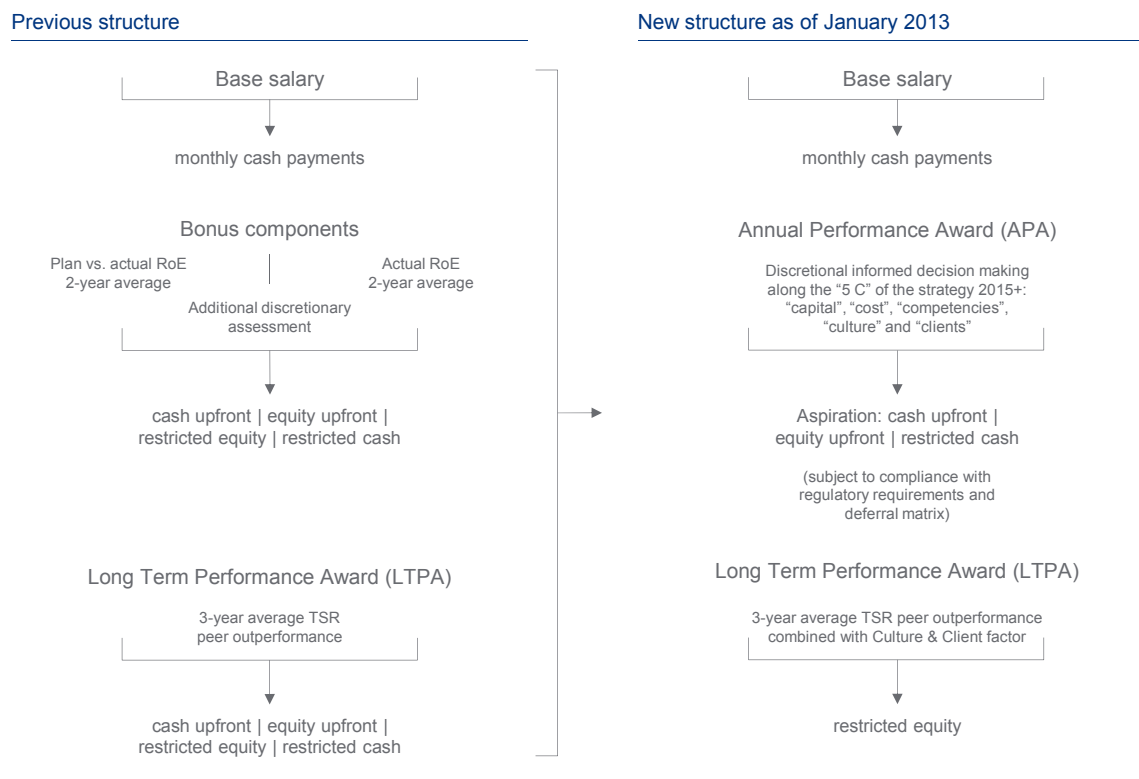 Previous structure
Base salary
monthly cash payments
Bonus components
Plan vs. actual RoE
2-year average
Actual RoE
2-year average
Additional discretionary
assessment
cash upfront | equity upfront |
restricted equity | restricted cash
Long Term Performance Award (LTPA)
3-year average TSR
peer outperformance
cash upfront | equity upfront |
restricted equity | restricted cash
New structure as of January 2013
Base salary
monthly cash payments
Annual Performance Award (APA)
Discretional informed decision making
along the “5 C” of the strategy 2015+:
“capital”, “cost”, “competencies”,
“culture” and “clients”
Aspiration: cash upfront |
equity upfront | restricted cash
(subject to compliance with
regulatory requirements and
deferral matrix)
Long Term Performance Award (LTPA)
3-year average TSR peer outperformance
combined with Culture & Client factor
restricted equity